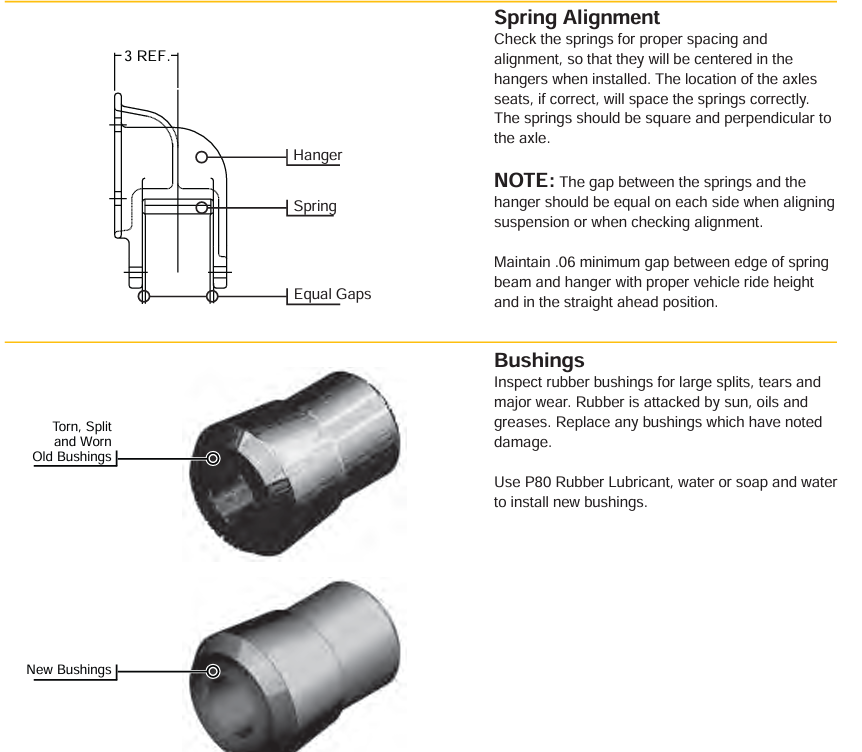 3 REF.
Hanger
Spring
Equal Gaps
Spring Alignment
Check the springs for proper spacing and
alignment, so that they will be centered in the
hangers when installed. The location of the axles
seats, if correct, will space the springs correctly.
The springs should be square and perpendicular to
the axle.
NOTE: The gap between the springs and the
hanger should be equal on each side when aligning
suspension or when checking alignment.
Maintain .06 minimum gap between edge of spring
beam and hanger with proper vehicle ride height
and in the straight ahead position.
Torn, Split
and Worn
Old Bushings
New Bushings
Bushings
Inspect rubber bushings for large splits, tears and
major wear. Rubber is attacked by sun, oils and
greases. Replace any bushings which have noted
damage.
Use P80 Rubber Lubricant, water or soap and water
to install new bushings.